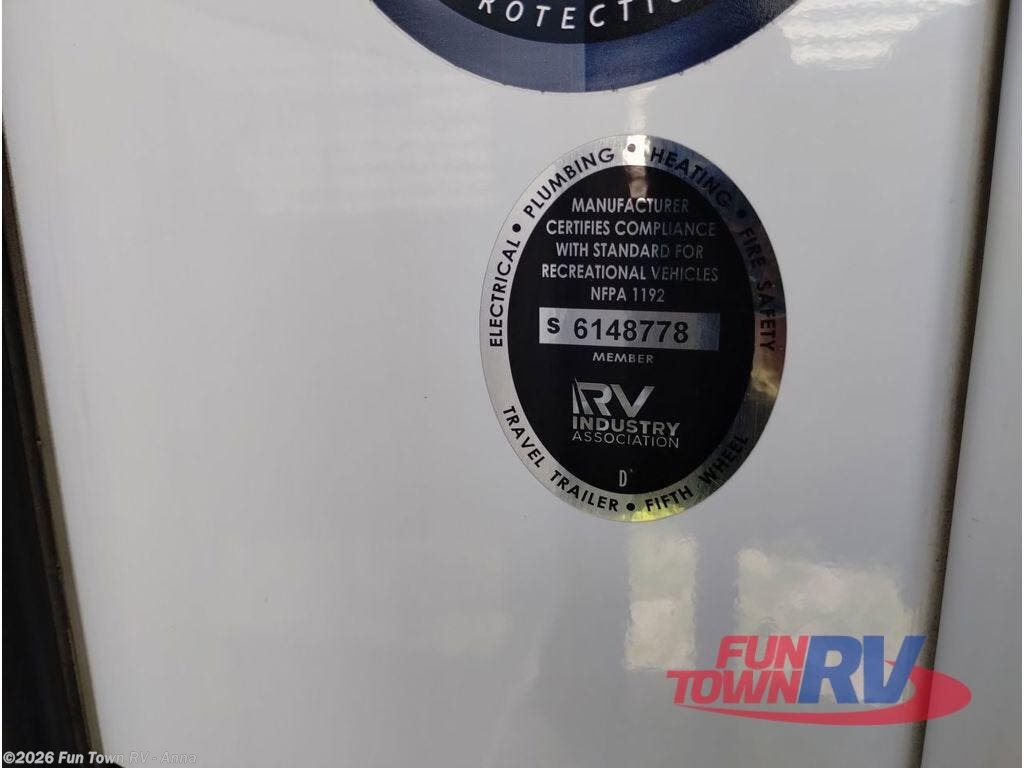 ROTECTI
ELECTRICAL • PLUMBING • HEATING • FIRE SAFETY
MANUFACTURER
CERTIFIES COMPLIANCE
WITH STANDARD FOR
RECREATIONAL VEHICLES
NFPA 1192
S 6148778
MEMBER
RV
INDUSTRY
ASSOCIATION
D
TRAVEL TRAILER • FIFTH WHEEL
FUN
TOWN RV
©2026 Fun Town RV - Anna